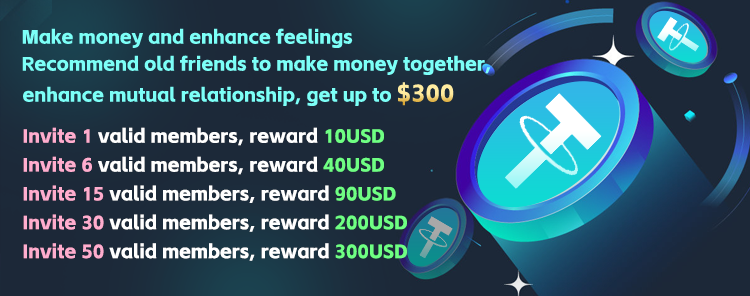 Make money and enhance feelings
Recommend old friends to make money together,
enhance mutual relationship, get up to $300
Invite 1 valid members, reward 10USD
Invite 6 valid members, reward 40USD
Invite 15 valid members, reward 90USD
Invite 30 valid members, reward 200USD
Invite 50 valid members, reward 300USD